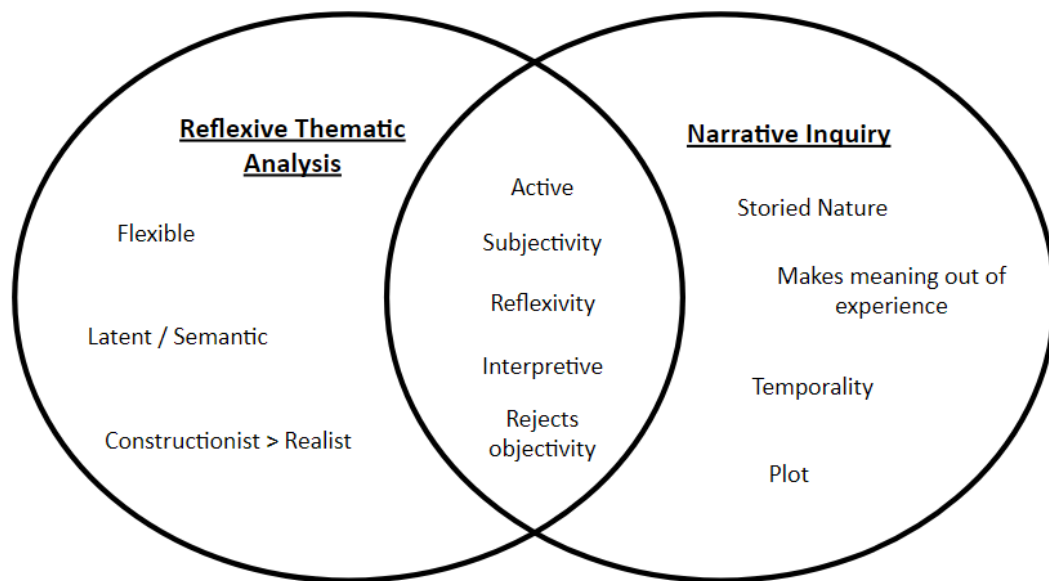 Reflexive Thematic
Analysis
Flexible
Latent / Semantic
Constructionist > Realist
Active
Subjectivity
Reflexivity
Interpretive
Rejects
objectivity
Narrative Inquiry
Storied Nature
Makes meaning out of
experience
Temporality
Plot